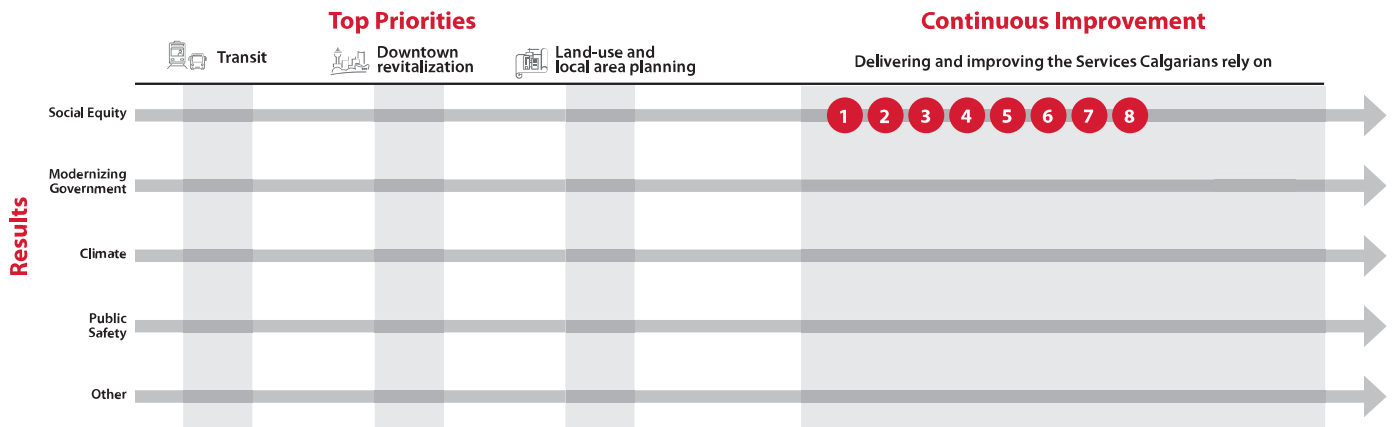 Top Priorities
Continuous Improvement
Transit
Downtown
revitalization
Land-use and
local area planning
Delivering and improving the Services Calgarians rely on
Results
Social Equity
1 2 3 4 5 6 7 8
Modernizing
Government
Climate
Public
Safety
Other